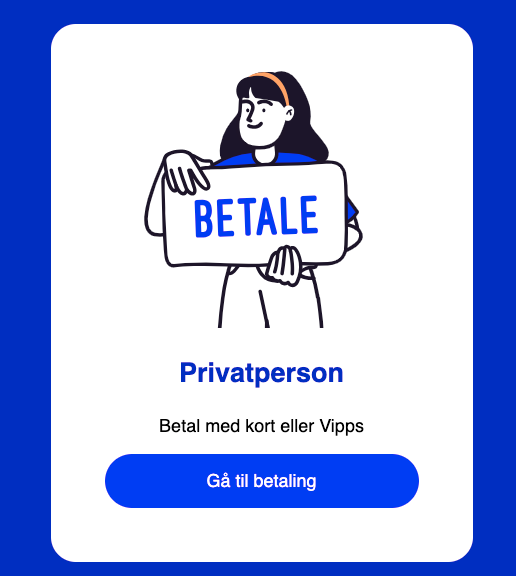 BETALE
Privatperson
Betal med kort eller Vipps
Gå til betaling